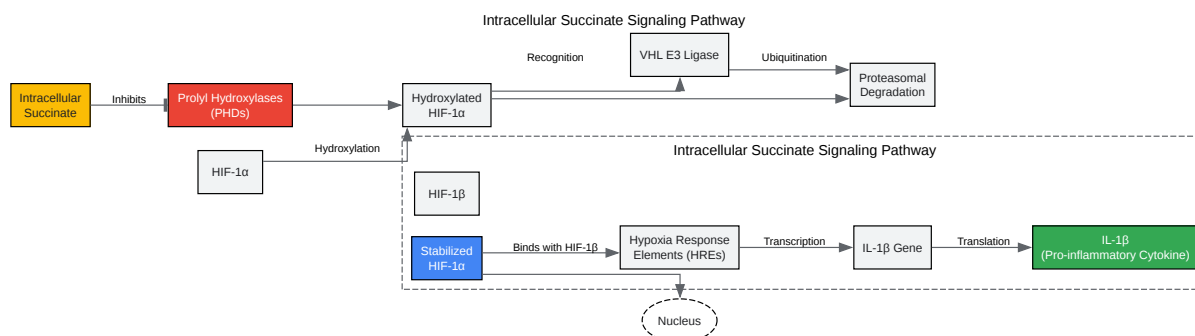 Intracellular Succinate Signaling Pathway
VHL E3 Ligase
Recognition
Ubiquitination
Proteasomal
Degradation
Intracellular
Succinate
Inhibits
Prolyl Hydroxylases
(PHDs)
Hydroxylated
HIF-1α
HIF-1α
Hydroxylation
Intracellular Succinate Signaling Pathway
HIF-1β
Stabilized
HIF-1α
Binds with HIF-1β
Hypoxia Response
Elements (HREs)
Transcription
IL-1β Gene
Translation
IL-1β
(Pro-inflammatory Cytokine)
Nucleus